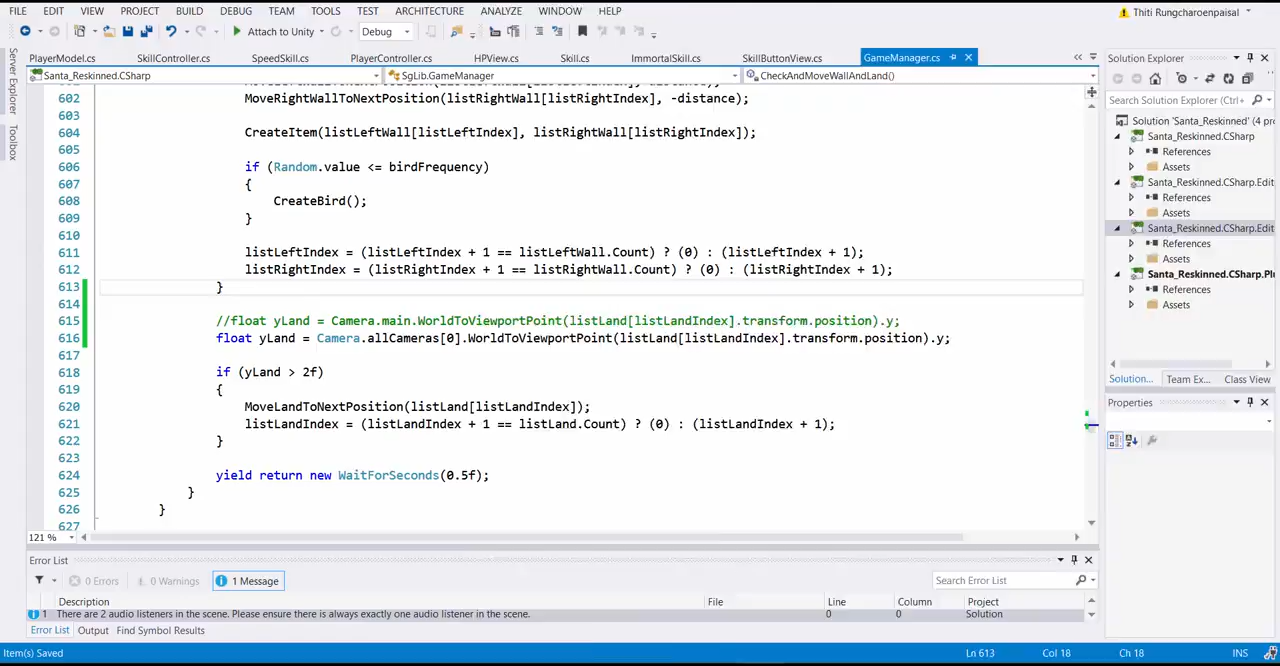 FILE EDIT VIEW PROJECT BUILD DEBUG TEAM TOOLS TEST ARCHITECTURE ANALYZE WINDOW HELP
Thiti Rungcharoenpaisal
Attach to Unity
Debug
Server Explorer
Toolbox
PlayerModel.cs SkillController.cs SpeedSkill.cs PlayerController.cs HPView.cs Skill.cs ImmortalSkill.cs SkillButtonView.cs GameManager.cs
Santa_Reskinned.CSharp
SgLib.GameManager
CheckAndMoveWallAndLand()
602 MoveRightWallToNextPosition(listRightWall[listRightIndex], -distance);
603
604 CreateItem(listLeftWall[listLeftIndex], listRightWall[listRightIndex]);
605
606 if (Random.value <= birdFrequency)
607 {
608 CreateBird();
609 }
610
611 listLeftIndex = (listLeftIndex + 1 == listLeftWall.Count) ? (0) : (listLeftIndex + 1);
612 listRightIndex = (listRightIndex + 1 == listRightWall.Count) ? (0) : (listRightIndex + 1);
613 }
614
615 //float yLand = Camera.main.WorldToViewportPoint(listLand[listLandIndex].transform.position).y;
616 float yLand = Camera.allCameras[0].WorldToViewportPoint(listLand[listLandIndex].transform.position).y;
617
618 if (yLand > 2f)
619 {
620 MoveLandToNextPosition(listLand[listLandIndex]);
621 listLandIndex = (listLandIndex + 1 == listLand.Count) ? (0) : (listLandIndex + 1);
622 }
623
624 yield return new WaitForSeconds(0.5f);
625 }
626 }
627
121 %
Error List
0 Errors 0 Warnings 1 Message
Search Error List
Description File Line Column Project
1 There are 2 audio listeners in the scene. Please ensure there is always exactly one audio listener in the scene. 0 0 Solution
Error List Output Find Symbol Results
Item(s) Saved Ln 613 Col 18 Ch 18 INS
Solution Explorer
Search Solution Explorer (Ctrl+
Solution 'Santa_Reskinned' (4 pro
Santa_Reskinned.CSharp
References
Assets
Santa_Reskinned.CSharp.Edit
References
Assets
Santa_Reskinned.CSharp.Edit
References
Assets
Santa_Reskinned.CSharp.Pl
References
Assets
Solution... Team Ex... Class View
Properties